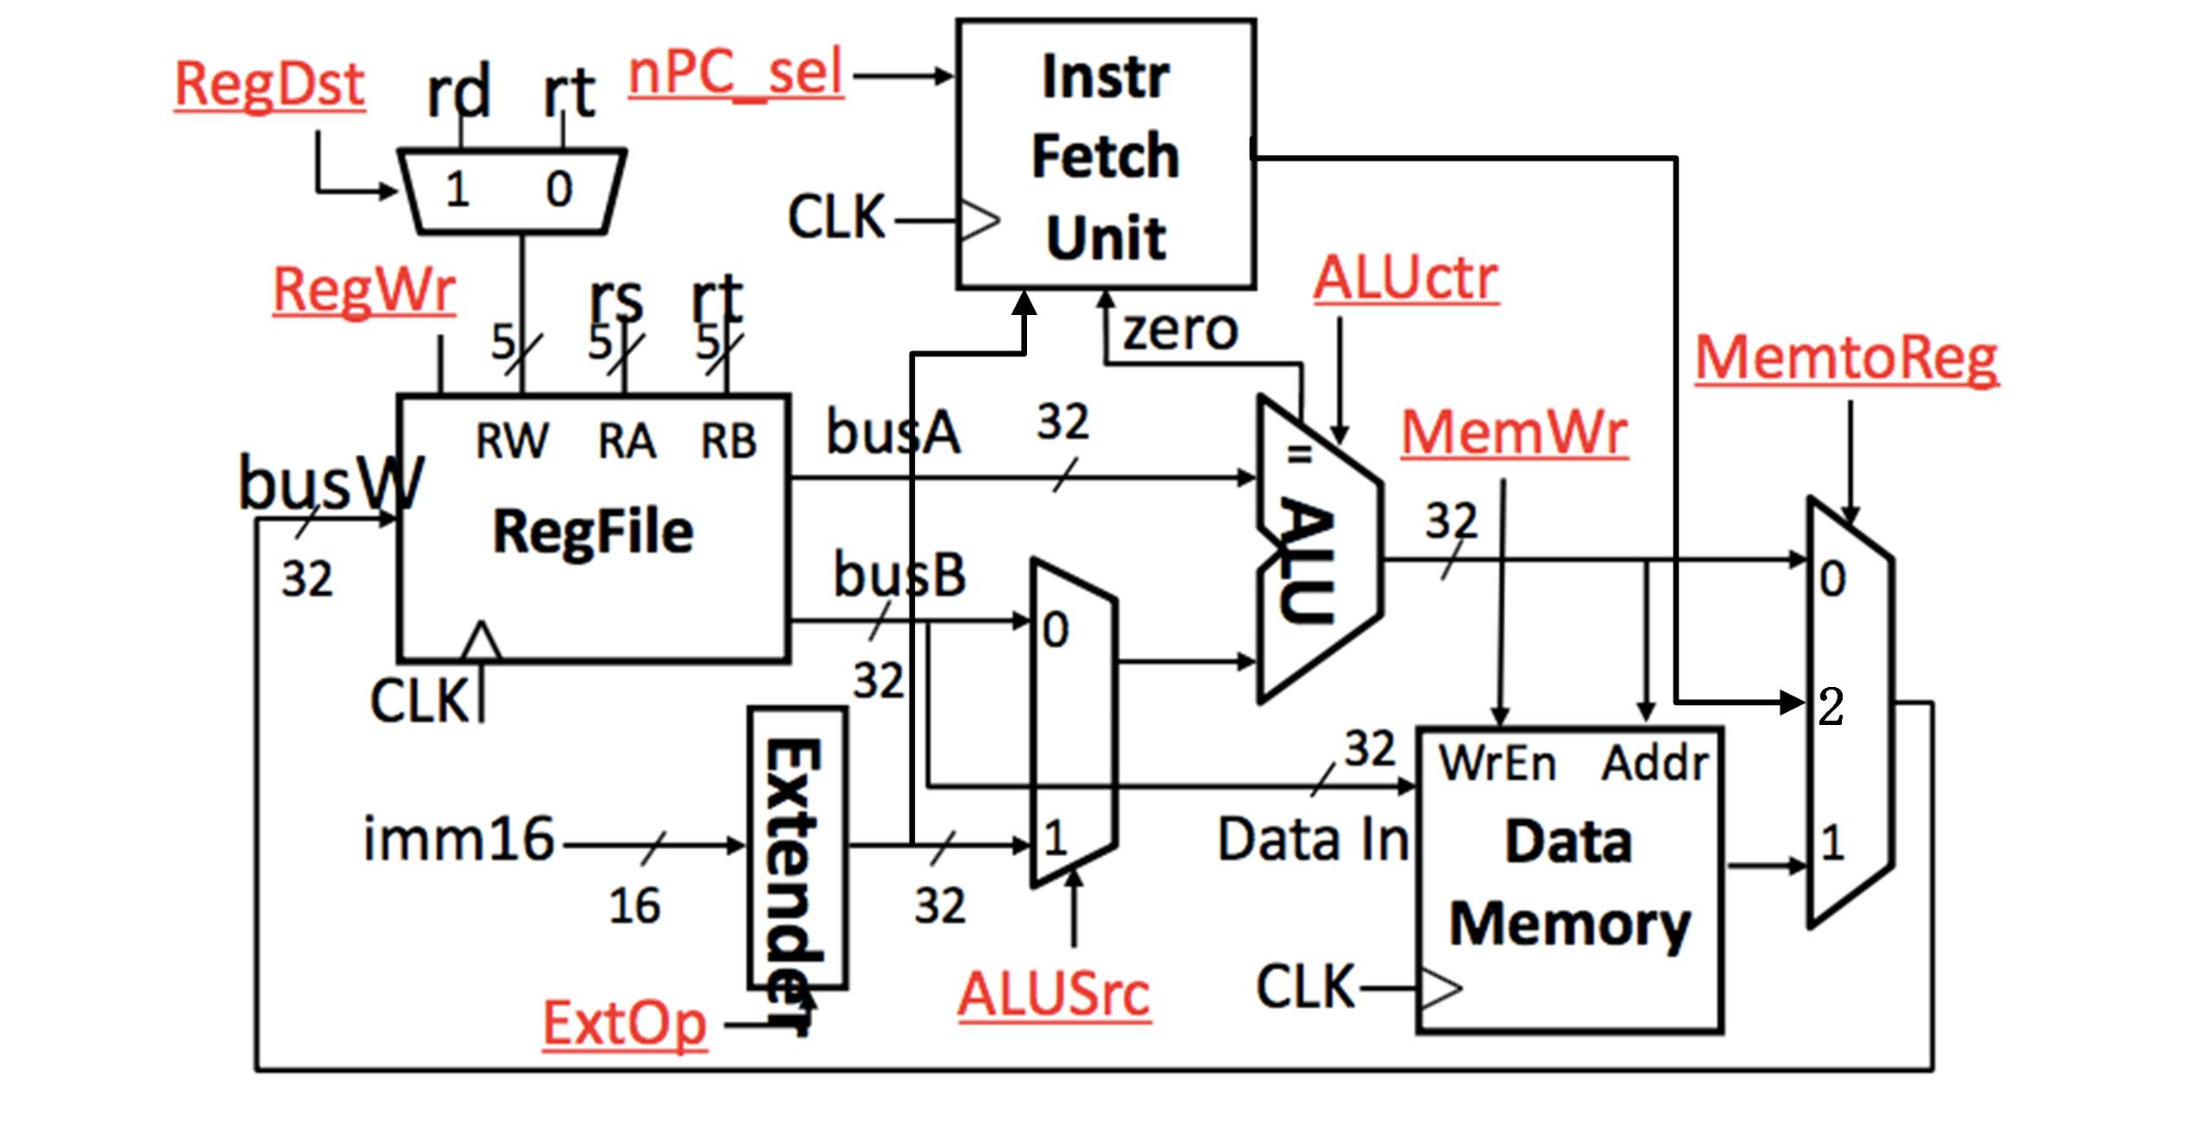 RegDst
rd
rt
nPC_sel
Instr
Fetch
Unit
1
0
CLK
RegWr
rs
rt
5
5
5
zero
ALUctr
MemtoReg
RW
RA
RB
busA
32
=
MemWr
busW
RegFile
ALU
32
32
busB
0
0
CLK
32
2
Extender
32
WrEn
Addr
imm16
1
Data In
Data
Memory
1
16
32
ExtOp
ALUSrc
CLK